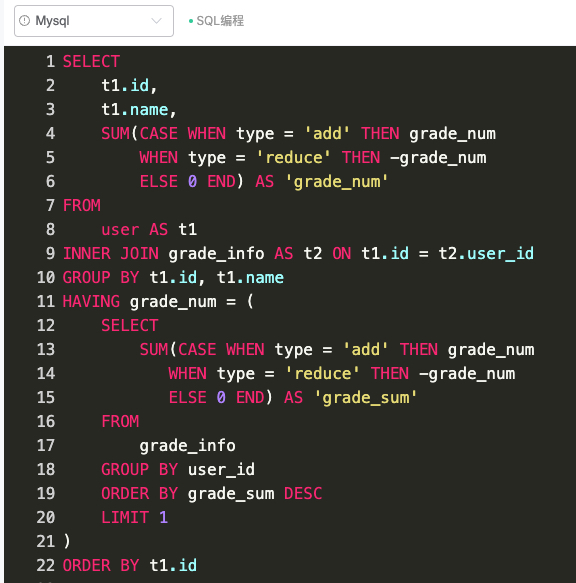 Mysql
SQL编程
1 SELECT
2     t1.id,
3     t1.name,
4     SUM(CASE WHEN type = 'add' THEN grade_num
5         WHEN type = 'reduce' THEN -grade_num
6         ELSE 0 END) AS 'grade_num'
7 FROM
8     user AS t1
9 INNER JOIN grade_info AS t2 ON t1.id = t2.user_id
10 GROUP BY t1.id, t1.name
11 HAVING grade_num = (
12     SELECT
13         SUM(CASE WHEN type = 'add' THEN grade_num
14            WHEN type = 'reduce' THEN -grade_num
15            ELSE 0 END) AS 'grade_sum'
16     FROM
17         grade_info
18     GROUP BY user_id
19     ORDER BY grade_sum DESC
20     LIMIT 1
21 )
22 ORDER BY t1.id